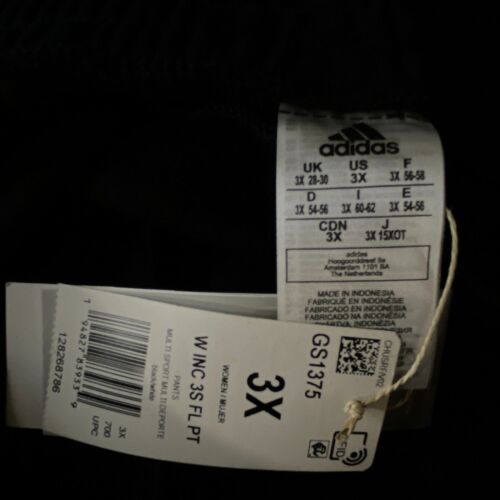 adidas
UK US F
3X 28-30 3X 3X 56-58
D I E
3X 54-56 3X 60-62 3X 54-56
CDN J
3X 3X 15XOT
adidas
Hoogoorddreef 9a
Amsterdam 1101 BA
The Netherlands
MADE IN INDONESIA
FABRIQUÉ EN INDONÉSIE
FABRICADO EN INDONESIA
GS1375
3X
WOMEN / MUJER
W INC 3S FL PT
PANTS
MULTI SPORT MULTI DEPORTE
3X
700
UPC
128268786